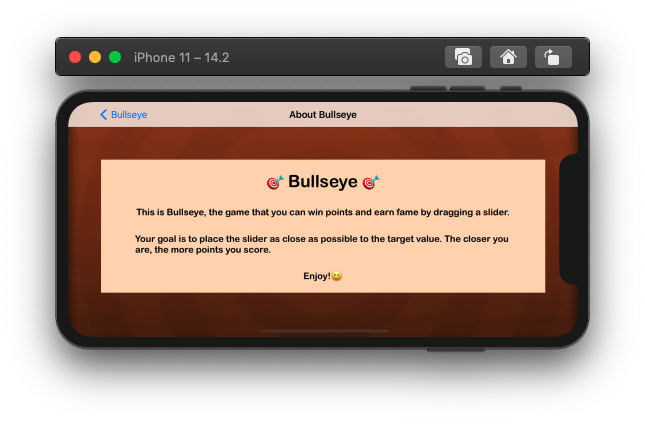 iPhone 11 – 14.2
Bullseye
About Bullseye
🎯 Bullseye 🎯
This is Bullseye, the game that you can win points and earn fame by dragging a slider.
Your goal is to place the slider as close as possible to the target value. The closer you
are, the more points you score.
Enjoy!😄